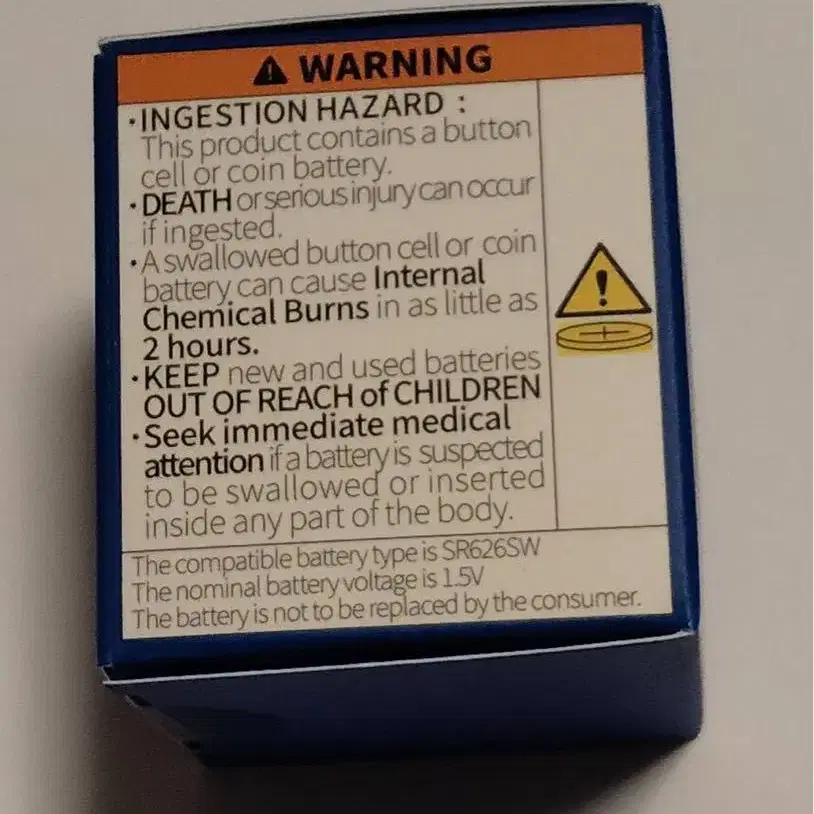 WARNING
·INGESTION HAZARD :
This product contains a button
cell or coin battery.
·DEATH or serious injury can occur
if ingested.
·A swallowed button cell or coin
battery can cause Internal
Chemical Burns in as little as
2 hours.
·KEEP new and used batteries
OUT OF REACH of CHILDREN
·Seek immediate medical
attention if a battery is suspected
to be swallowed or inserted
inside any part of the body.
The compatible battery type is SR626SW
The nominal battery voltage is 1.5V
The battery is not to be replaced by the consumer.